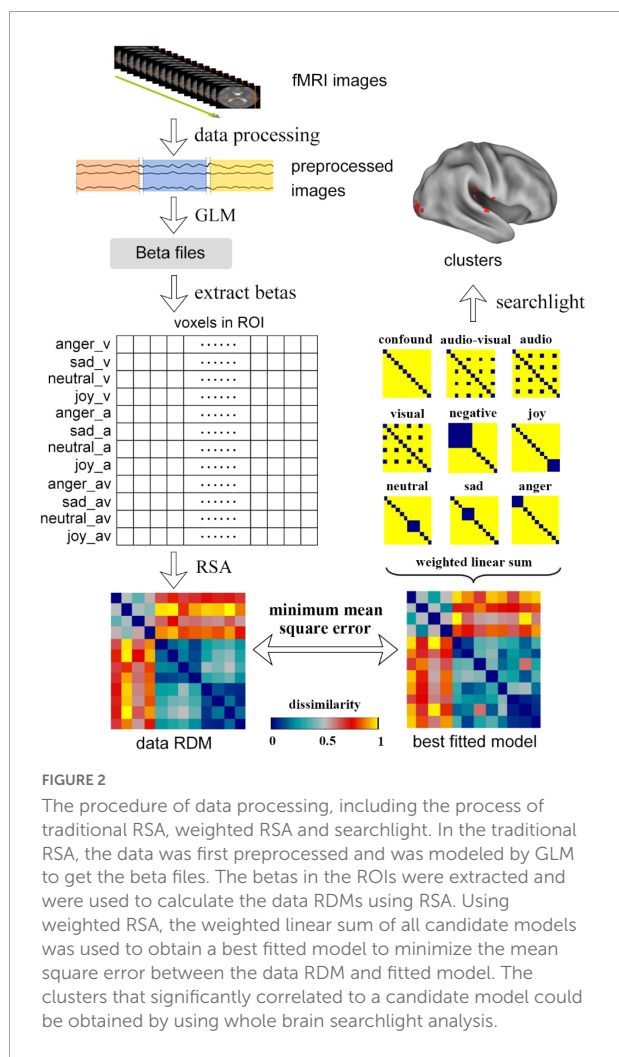 fMRI images
data processing
preprocessed
images
GLM
Beta files
extract betas
voxels in ROI
anger_v
sad_v
neutral_v
joy_v
anger_a
sad_a
neutral_a
joy_a
anger_av
sad_av
neutral_av
joy_av
RSA
data RDM
clusters
searchlight
confound audio-visual audio
visual negative joy
neutral sad anger
weighted linear sum
minimum mean
square error
dissimilarity
0 0.5 1
best fitted model
FIGURE 2
The procedure of data processing, including the process of
traditional RSA, weighted RSA and searchlight. In the traditional
RSA, the data was first preprocessed and was modeled by GLM
to get the beta files. The betas in the ROIs were extracted and
were used to calculate the data RDMs using RSA. Using
weighted RSA, the weighted linear sum of all candidate models
was used to obtain a best fitted model to minimize the mean
square error between the data RDM and fitted model. The
clusters that significantly correlated to a candidate model could
be obtained by using whole brain searchlight analysis.